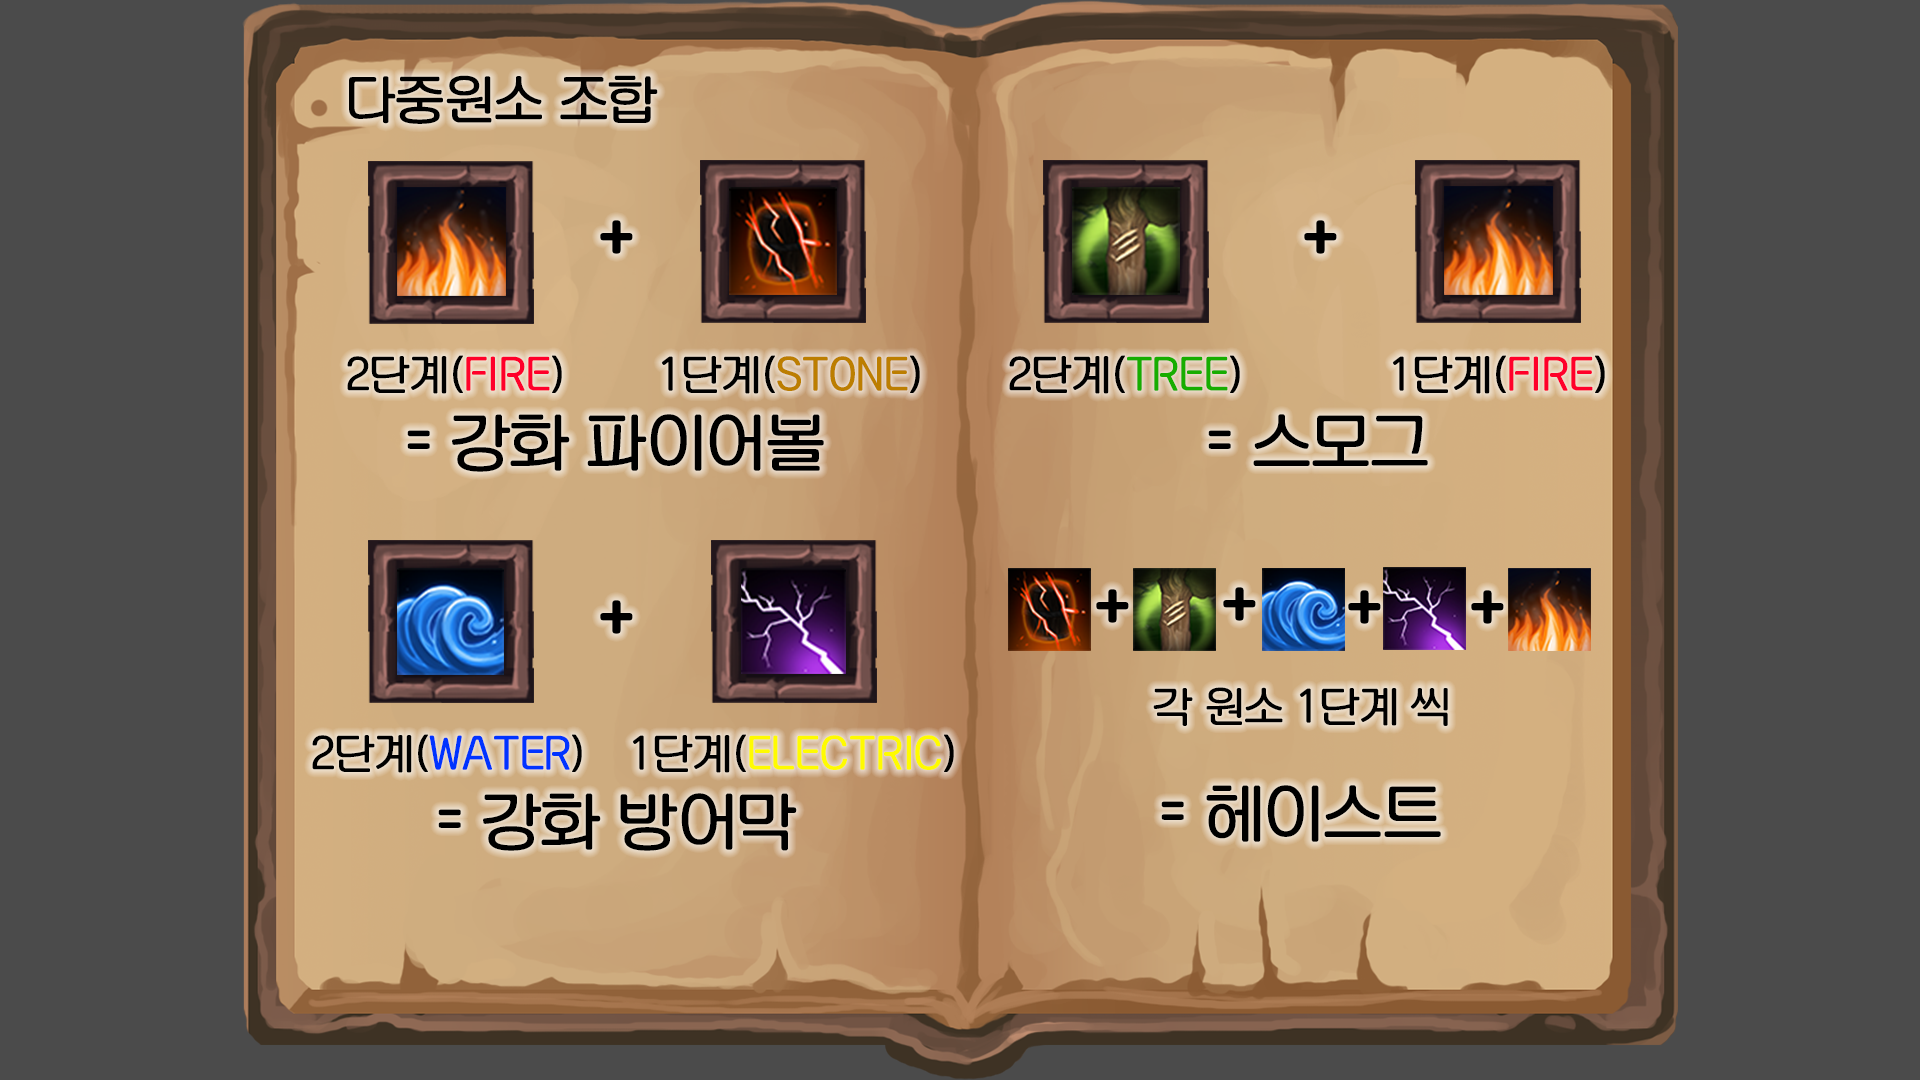 다중원소 조합
+
2단계(FIRE) 1단계(STONE)
= 강화 파이어볼
+
2단계(WATER) 1단계(ELECTRIC)
= 강화 방어막
+
2단계(TREE) 1단계(FIRE)
= 스모그
+ + + +
각 원소 1단계 씩
= 헤이스트